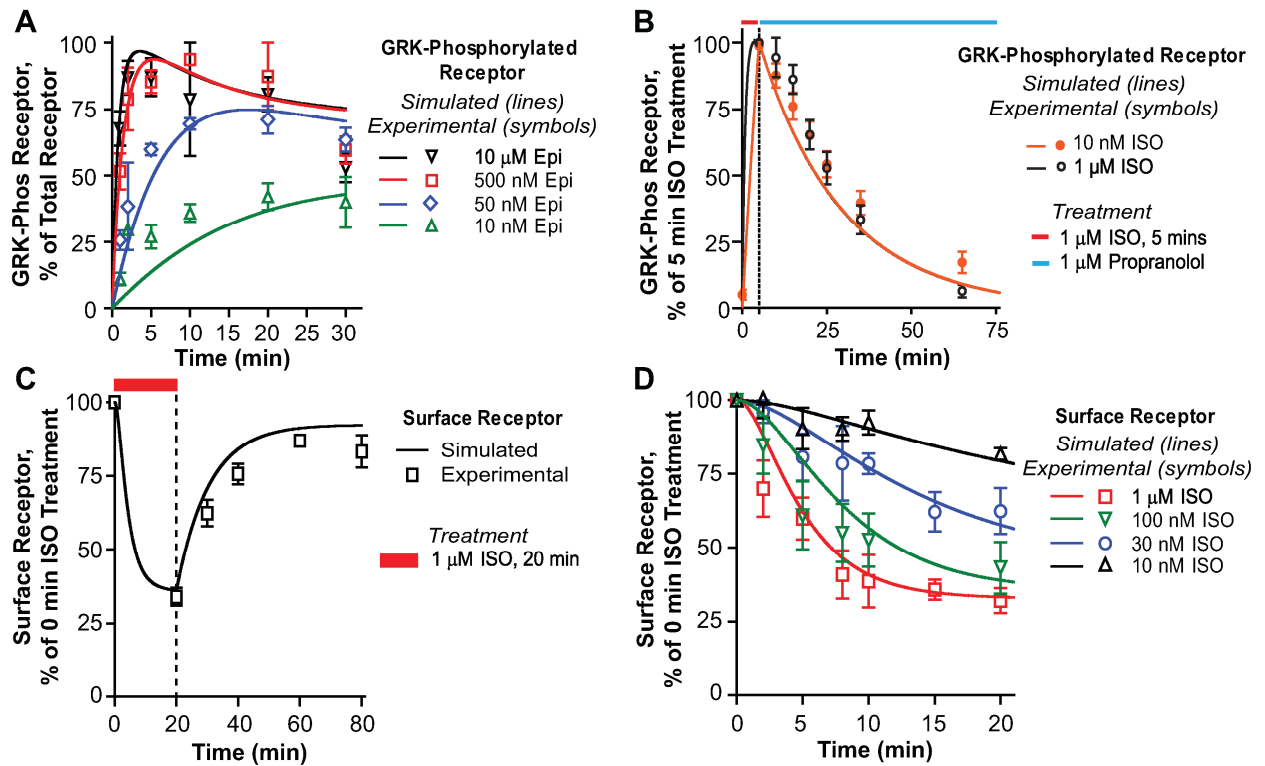 A
GRK-Phos Receptor,
% of Total Receptor
100
75
50
25
0
0 5 10 15 20 25 30
Time (min)
GRK-Phosphorylated
Receptor
Simulated (lines)
Experimental (symbols)
10 μM Epi
500 nM Epi
50 nM Epi
10 nM Epi
B
GRK-Phos Receptor,
% of 5 min ISO Treatment
100
75
50
25
0
0 25 50 75
Time (min)
GRK-Phosphorylated Receptor
Simulated (lines)
Experimental (symbols)
10 nM ISO
1 μM ISO
Treatment
1 μM ISO, 5 mins
1 μM Propranolol
C
Surface Receptor,
% of 0 min ISO Treatment
100
75
50
25
0
0 20 40 60 80
Time (min)
Surface Receptor
Simulated
Experimental
Treatment
1 μM ISO, 20 min
D
Surface Receptor,
% of 0 min ISO Treatment
100
75
50
25
0
0 5 10 15 20
Time (min)
Surface Receptor
Simulated (lines)
Experimental (symbols)
1 μM ISO
100 nM ISO
30 nM ISO
10 nM ISO